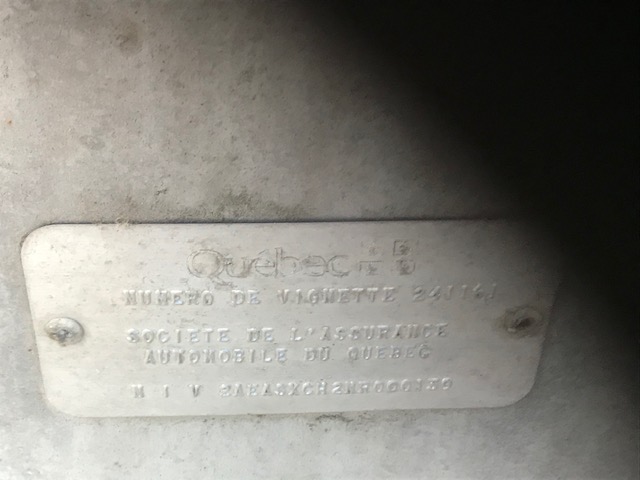 Québec
NUMERO DE VIGNETTE
SOCIETE DE L'ASSURANCE
AUTOMOBILE DU QUEBEC
N I V